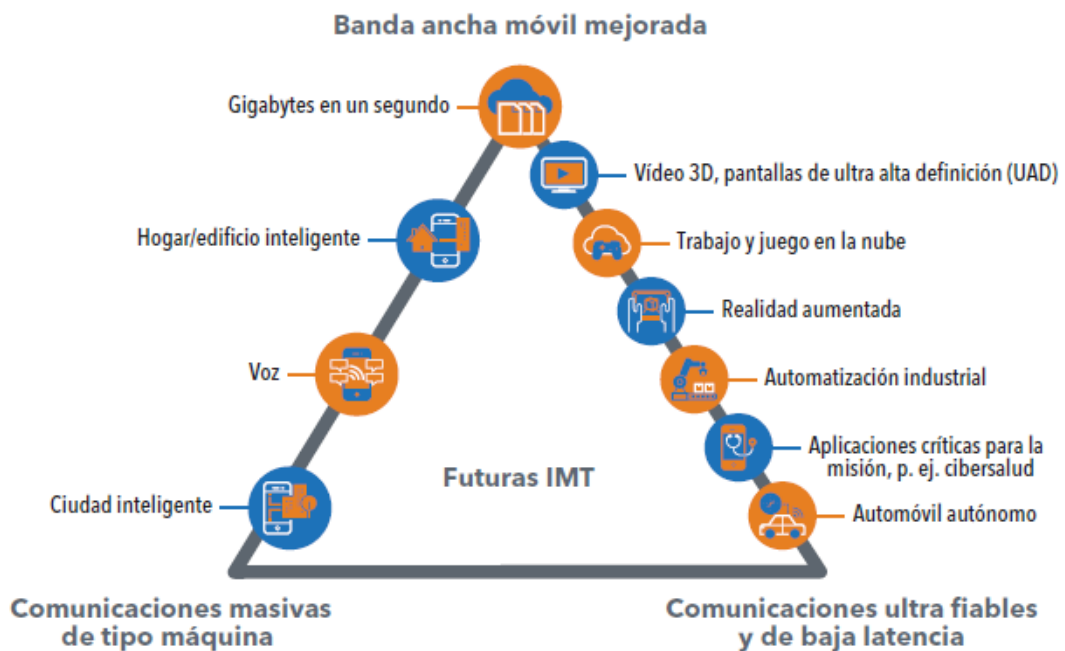 Banda ancha móvil mejorada
Gigabytes en un segundo
Vídeo 3D, pantallas de ultra alta definición (UAD)
Hogar/edificio inteligente
Trabajo y juego en la nube
Realidad aumentada
Voz
Automatización industrial
Aplicaciones críticas para la
misión, p. ej. cibersalud
Futuras IMT
Ciudad inteligente
Automóvil autónomo
Comunicaciones masivas
de tipo máquina
Comunicaciones ultra fiables
y de baja latencia